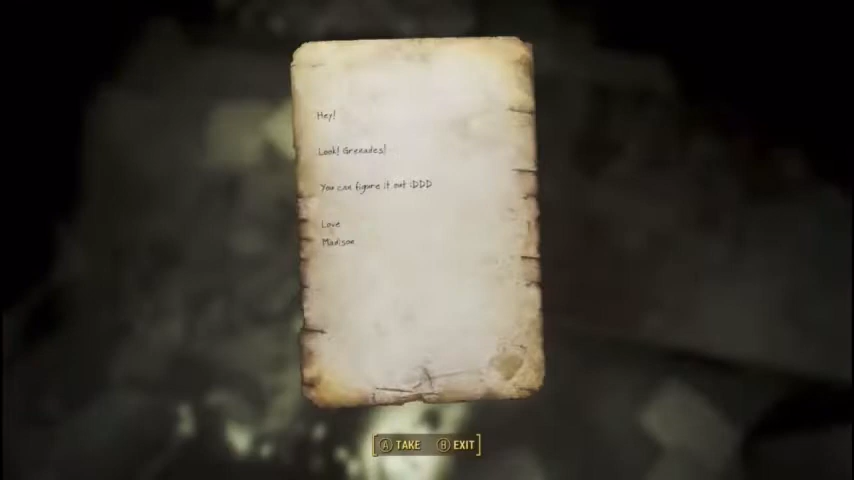 Hey!
Look! Grenades!
You can figure it out :DDD
Love
Madison
A TAKE B EXIT